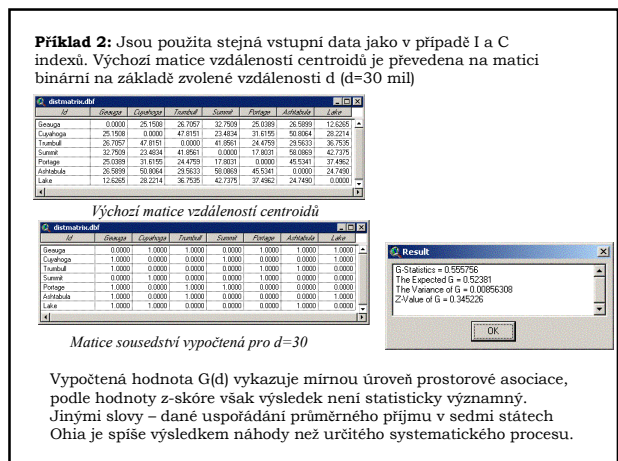 Příklad 2: Jsou použita stejná vstupní data jako v případě I a C
indexů. Výchozí matice vzdáleností centroidů je převedena na matici
binární na základě zvolené vzdálenosti d (d=30 mil)
distmatrix.dbf
Id Geauga Cuyahoga Trumbull Summit Portage Ashtabula Lake
Geauga 0.0000 25.1508 26.7057 32.7509 25.0389 26.5899 12.6265
Cuyahoga 25.1508 0.0000 47.8151 23.4834 31.6155 50.8064 28.2214
Trumbull 26.7057 47.8151 0.0000 41.8561 24.4759 29.5633 36.7535
Summit 32.7509 23.4834 41.8561 0.0000 17.8031 58.0869 42.7375
Portage 25.0389 31.6155 24.4759 17.8031 0.0000 45.5341 37.4962
Ashtabula 26.5899 50.8064 29.5633 58.0869 45.5341 0.0000 24.7490
Lake 12.6265 28.2214 36.7535 42.7375 37.4962 24.7490 0.0000
Výchozí matice vzdáleností centroidů
distmatrix.dbf
Id Geauga Cuyahoga Trumbull Summit Portage Ashtabula Lake
Geauga 0.0000 1.0000 1.0000 0.0000 1.0000 1.0000 1.0000
Cuyahoga 1.0000 0.0000 0.0000 1.0000 0.0000 0.0000 1.0000
Trumbull 1.0000 0.0000 0.0000 0.0000 1.0000 1.0000 0.0000
Summit 0.0000 1.0000 0.0000 0.0000 1.0000 0.0000 0.0000
Portage 1.0000 0.0000 1.0000 1.0000 0.0000 0.0000 0.0000
Ashtabula 1.0000 0.0000 1.0000 0.0000 0.0000 0.0000 1.0000
Lake 1.0000 1.0000 0.0000 0.0000 0.0000 1.0000 0.0000
Matice sousedství vypočtená pro d=30
Result
G-Statistics = 0.555756
The Expected G = 0.52381
The Variance of G = 0.00856308
Z-Value of G = 0.345226
OK
Vypočtená hodnota G(d) vykazuje mírnou úroveň prostorové asociace,
podle hodnoty z-skóre však výsledek není statisticky významný.
Jinými slovy – dané uspořádání průměrného příjmu v sedmi státech
Ohia je spíše výsledkem náhody než určitého systematického procesu.